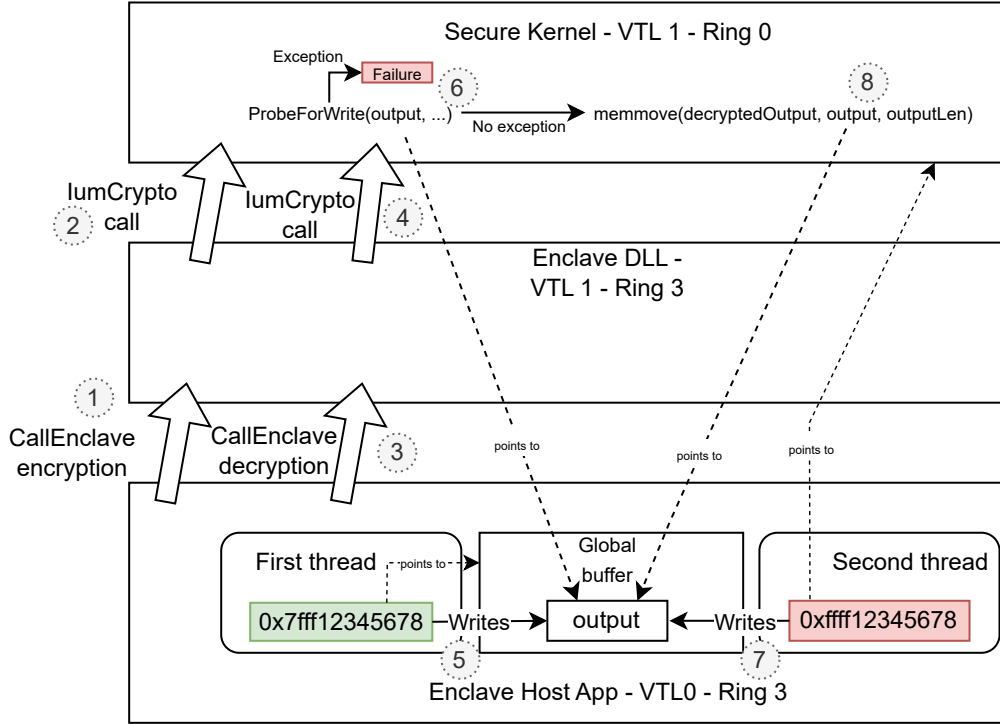 Secure Kernel - VTL 1 - Ring 0
Exception
Failure
6
8
ProbeForWrite(output, ...)
No exception
memmove(decryptedOutput, output, outputLen)
IumCrypto
call
2
IumCrypto
call
4
Enclave DLL -
VTL 1 - Ring 3
1
CallEnclave
encryption
CallEnclave
decryption
3
points to
points to
points to
First thread
points to
Global
buffer
Second thread
0x7fff12345678
Writes
output
Writes
0xffff12345678
5
7
Enclave Host App - VTL0 - Ring 3